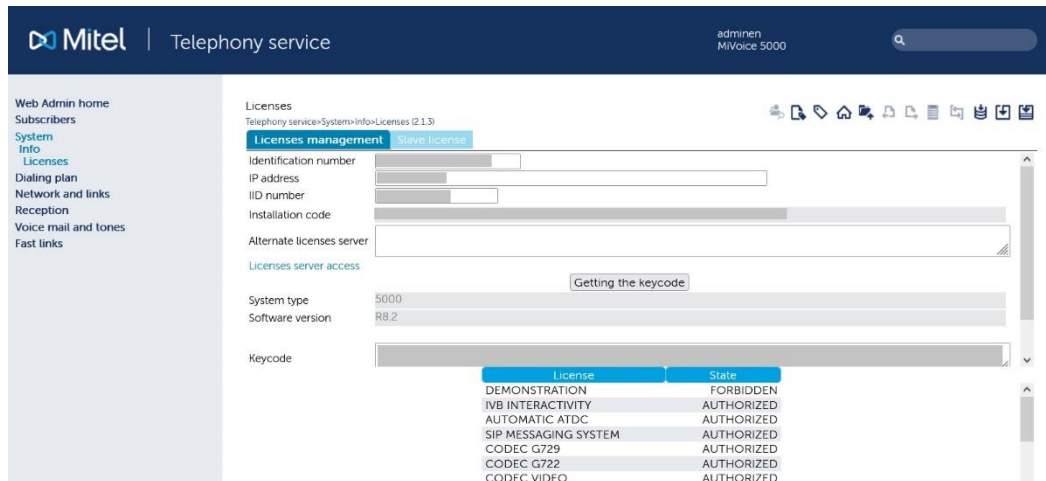 Mitel | Telephony service
adminen
MiVoice 5000
Web Admin home
Subscribers
System
Info
Licenses
Dialing plan
Network and links
Reception
Voice mail and tones
Fast links
Licenses
Telephony service>System>Info>Licenses (2.1.3)
Licenses management Slave license
Identification number
IP address
IID number
Installation code
Alternate licenses server
Licenses server access
Getting the keycode
System type 5000
Software version R8.2
Keycode
License State
DEMONSTRATION FORBIDDEN
IVB INTERACTIVITY AUTHORIZED
AUTOMATIC ATDC AUTHORIZED
SIP MESSAGING SYSTEM AUTHORIZED
CODEC G729 AUTHORIZED
CODEC G722 AUTHORIZED
CODEC VIDEO AUTHORIZED